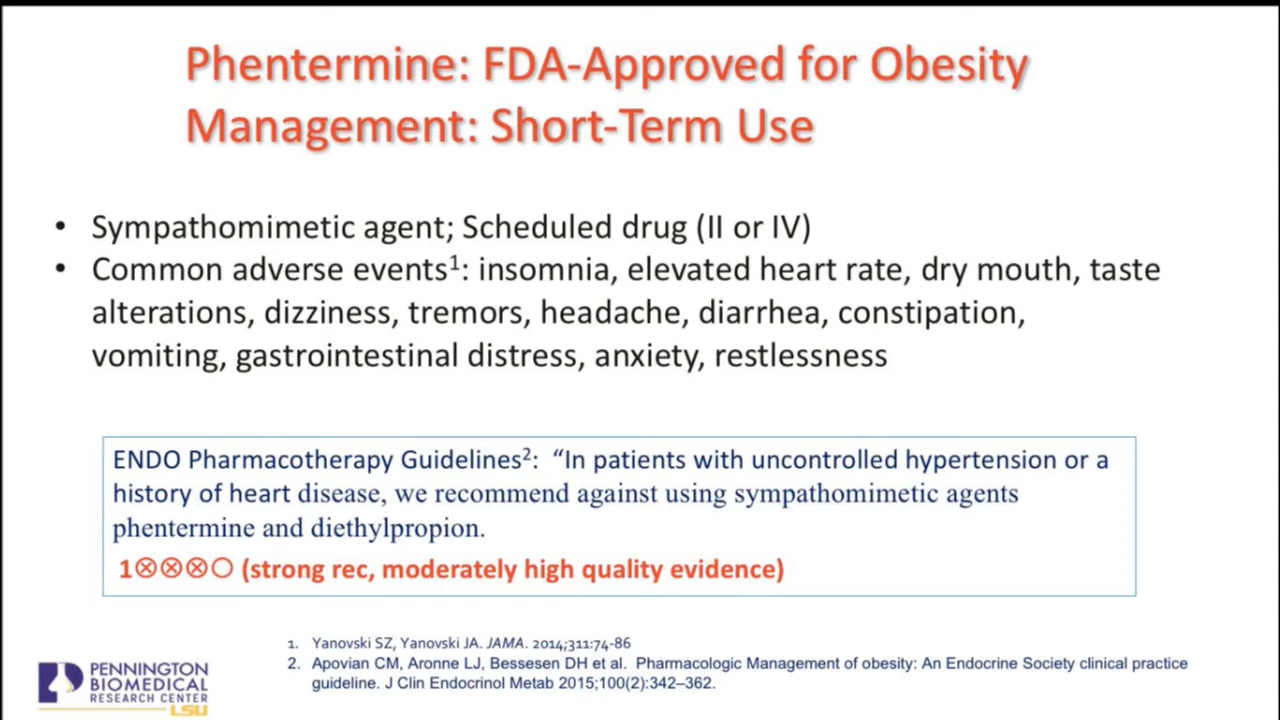 Phentermine: FDA-Approved for Obesity
Management: Short-Term Use
• Sympathomimetic agent; Scheduled drug (II or IV)
• Common adverse events¹: insomnia, elevated heart rate, dry mouth, taste
alterations, dizziness, tremors, headache, diarrhea, constipation,
vomiting, gastrointestinal distress, anxiety, restlessness
ENDO Pharmacotherapy Guidelines²: “In patients with uncontrolled hypertension or a
history of heart disease, we recommend against using sympathomimetic agents
phentermine and diethylpropion.
1⊗⊗⊗○ (strong rec, moderately high quality evidence)
1. Yanovski SZ, Yanovski JA. JAMA. 2014;311:74-86
2. Apovian CM, Aronne LJ, Bessesen DH et al. Pharmacologic Management of obesity: An Endocrine Society clinical practice
guideline. J Clin Endocrinol Metab 2015;100(2):342–362.
PENNINGTON
BIOMEDICAL
RESEARCH CENTER
LSU